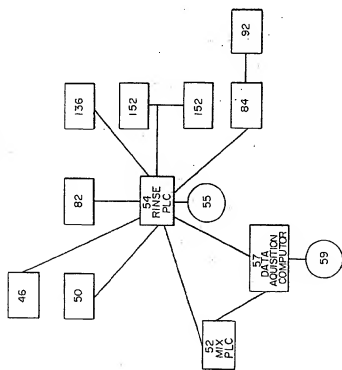 92
136
152
152
84
82
54
RINSE
PLC
55
46
50
57
DATA
AQUISITION
COMPUTOR
59
52
MIX
PLC